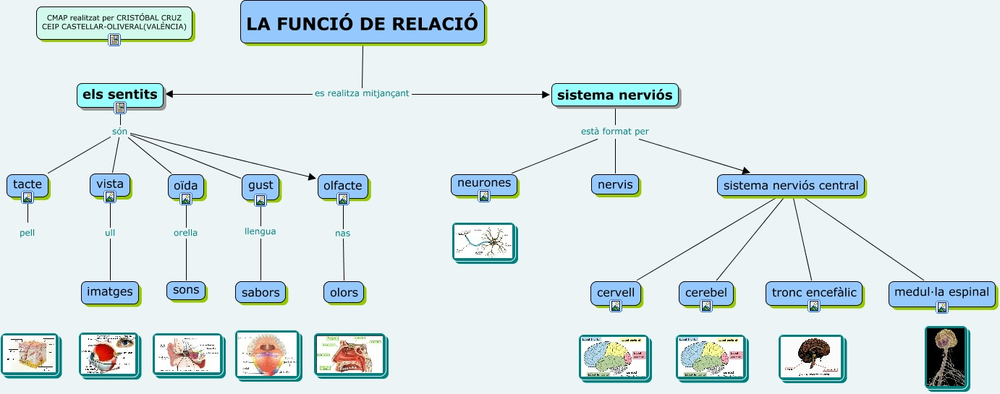 CMAP realitzat per CRISTÓBAL CRUZ
CEIP CASTELLAR-OLIVERAL(VALÈNCIA)
LA FUNCIÓ DE RELACIÓ
els sentits
es realitza mitjançant
sistema nerviós
són
està format per
tacte
vista
oïda
gust
olfacte
neurones
nervis
sistema nerviós central
pell
ull
orella
llengua
nas
imatges
sons
sabors
olors
cervell
cerebel
tronc encefàlic
medul·la espinal